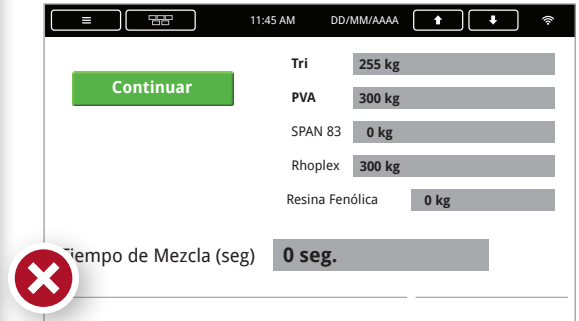 11:45 AM DD/MM/AAAA
Continuar
Tri 255 kg
PVA 300 kg
SPAN 83 0 kg
Rhoplex 300 kg
Resina Fenólica 0 kg
Tiempo de Mezcla (seg) 0 seg.